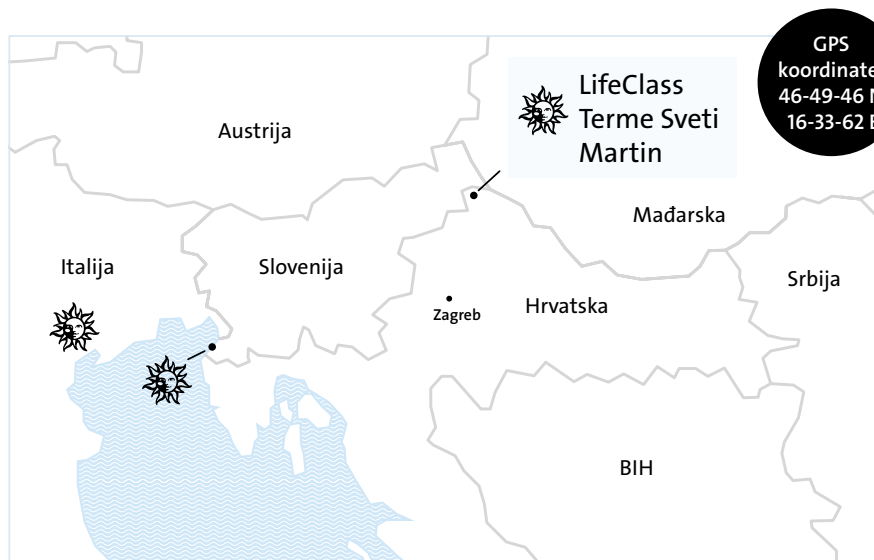 GPS
koordinate
46-49-46 N
16-33-62 E
LifeClass
Terme Sveti
Martin
Austrija
Mađarska
Italija
Slovenija
Srbija
Hrvatska
Zagreb
BIH